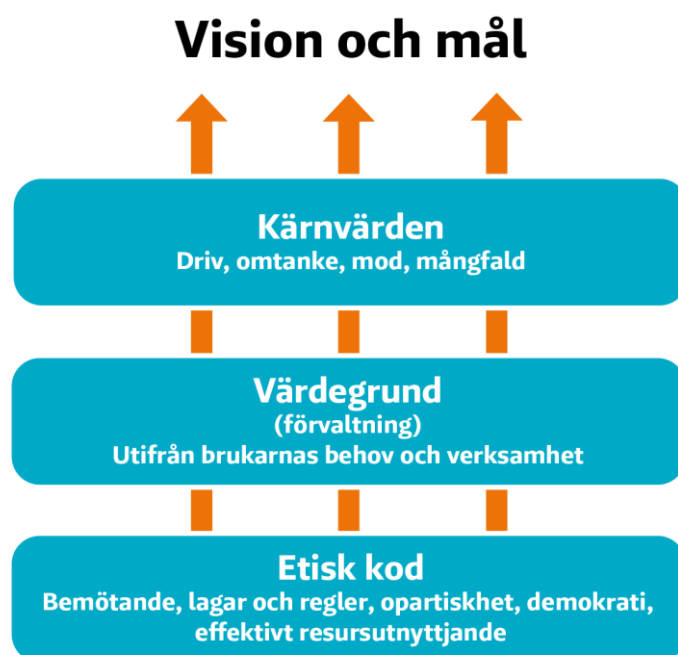 Vision och mål
Kärnvärden
Driv, omtanke, mod, mångfald
Värdegrund
(förvaltning)
Utifrån brukarnas behov och verksamhet
Etisk kod
Bemötande, lagar och regler, opartiskhet, demokrati,
effektivt resursutnyttjande